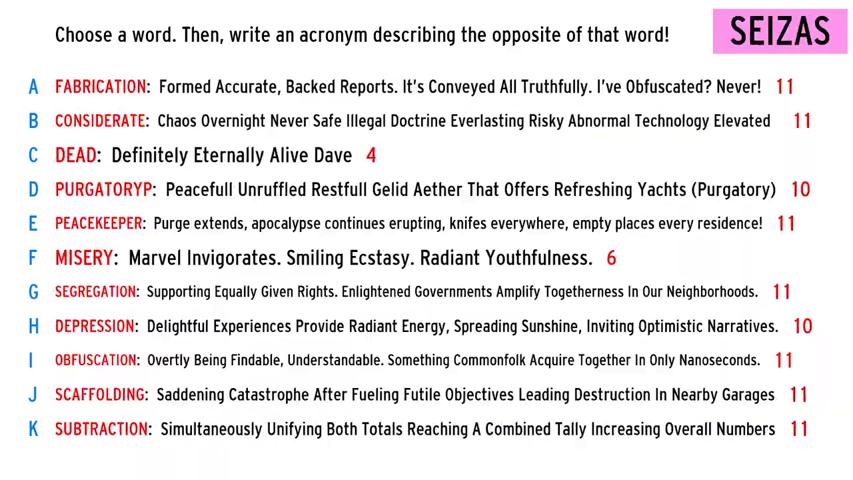 Choose a word. Then, write an acronym describing the opposite of that word!
SEIZAS
A FABRICATION: Formed Accurate, Backed Reports. It's Conveyed All Truthfully. I've Obfuscated? Never! 11
B CONSIDERATE: Chaos Overnight Never Safe Illegal Doctrine Everlasting Risky Abnormal Technology Elevated 11
C DEAD: Definitely Eternally Alive Dave 4
D PURGATORYP: Peacefull Unruffled Restfull Gelid Aether That Offers Refreshing Yachts (Purgatory) 10
E PEACEKEEPER: Purge extends, apocalypse continues erupting, knifes everywhere, empty places every residence! 11
F MISERY: Marvel Invigorates. Smiling Ecstasy. Radiant Youthfulness. 6
G SEGREGATION: Supporting Equally Given Rights. Enlightened Governments Amplify Togetherness In Our Neighborhoods. 11
H DEPRESSION: Delightful Experiences Provide Radiant Energy, Spreading Sunshine, Inviting Optimistic Narratives. 10
I OBFUSCATION: Overtly Being Findable, Understandable. Something Commonfolk Acquire Together In Only Nanoseconds. 11
J SCAFFOLDING: Saddening Catastrophe After Fueling Futile Objectives Leading Destruction In Nearby Garages 11
K SUBTRACTION: Simultaneously Unifying Both Totals Reaching A Combined Tally Increasing Overall Numbers 11